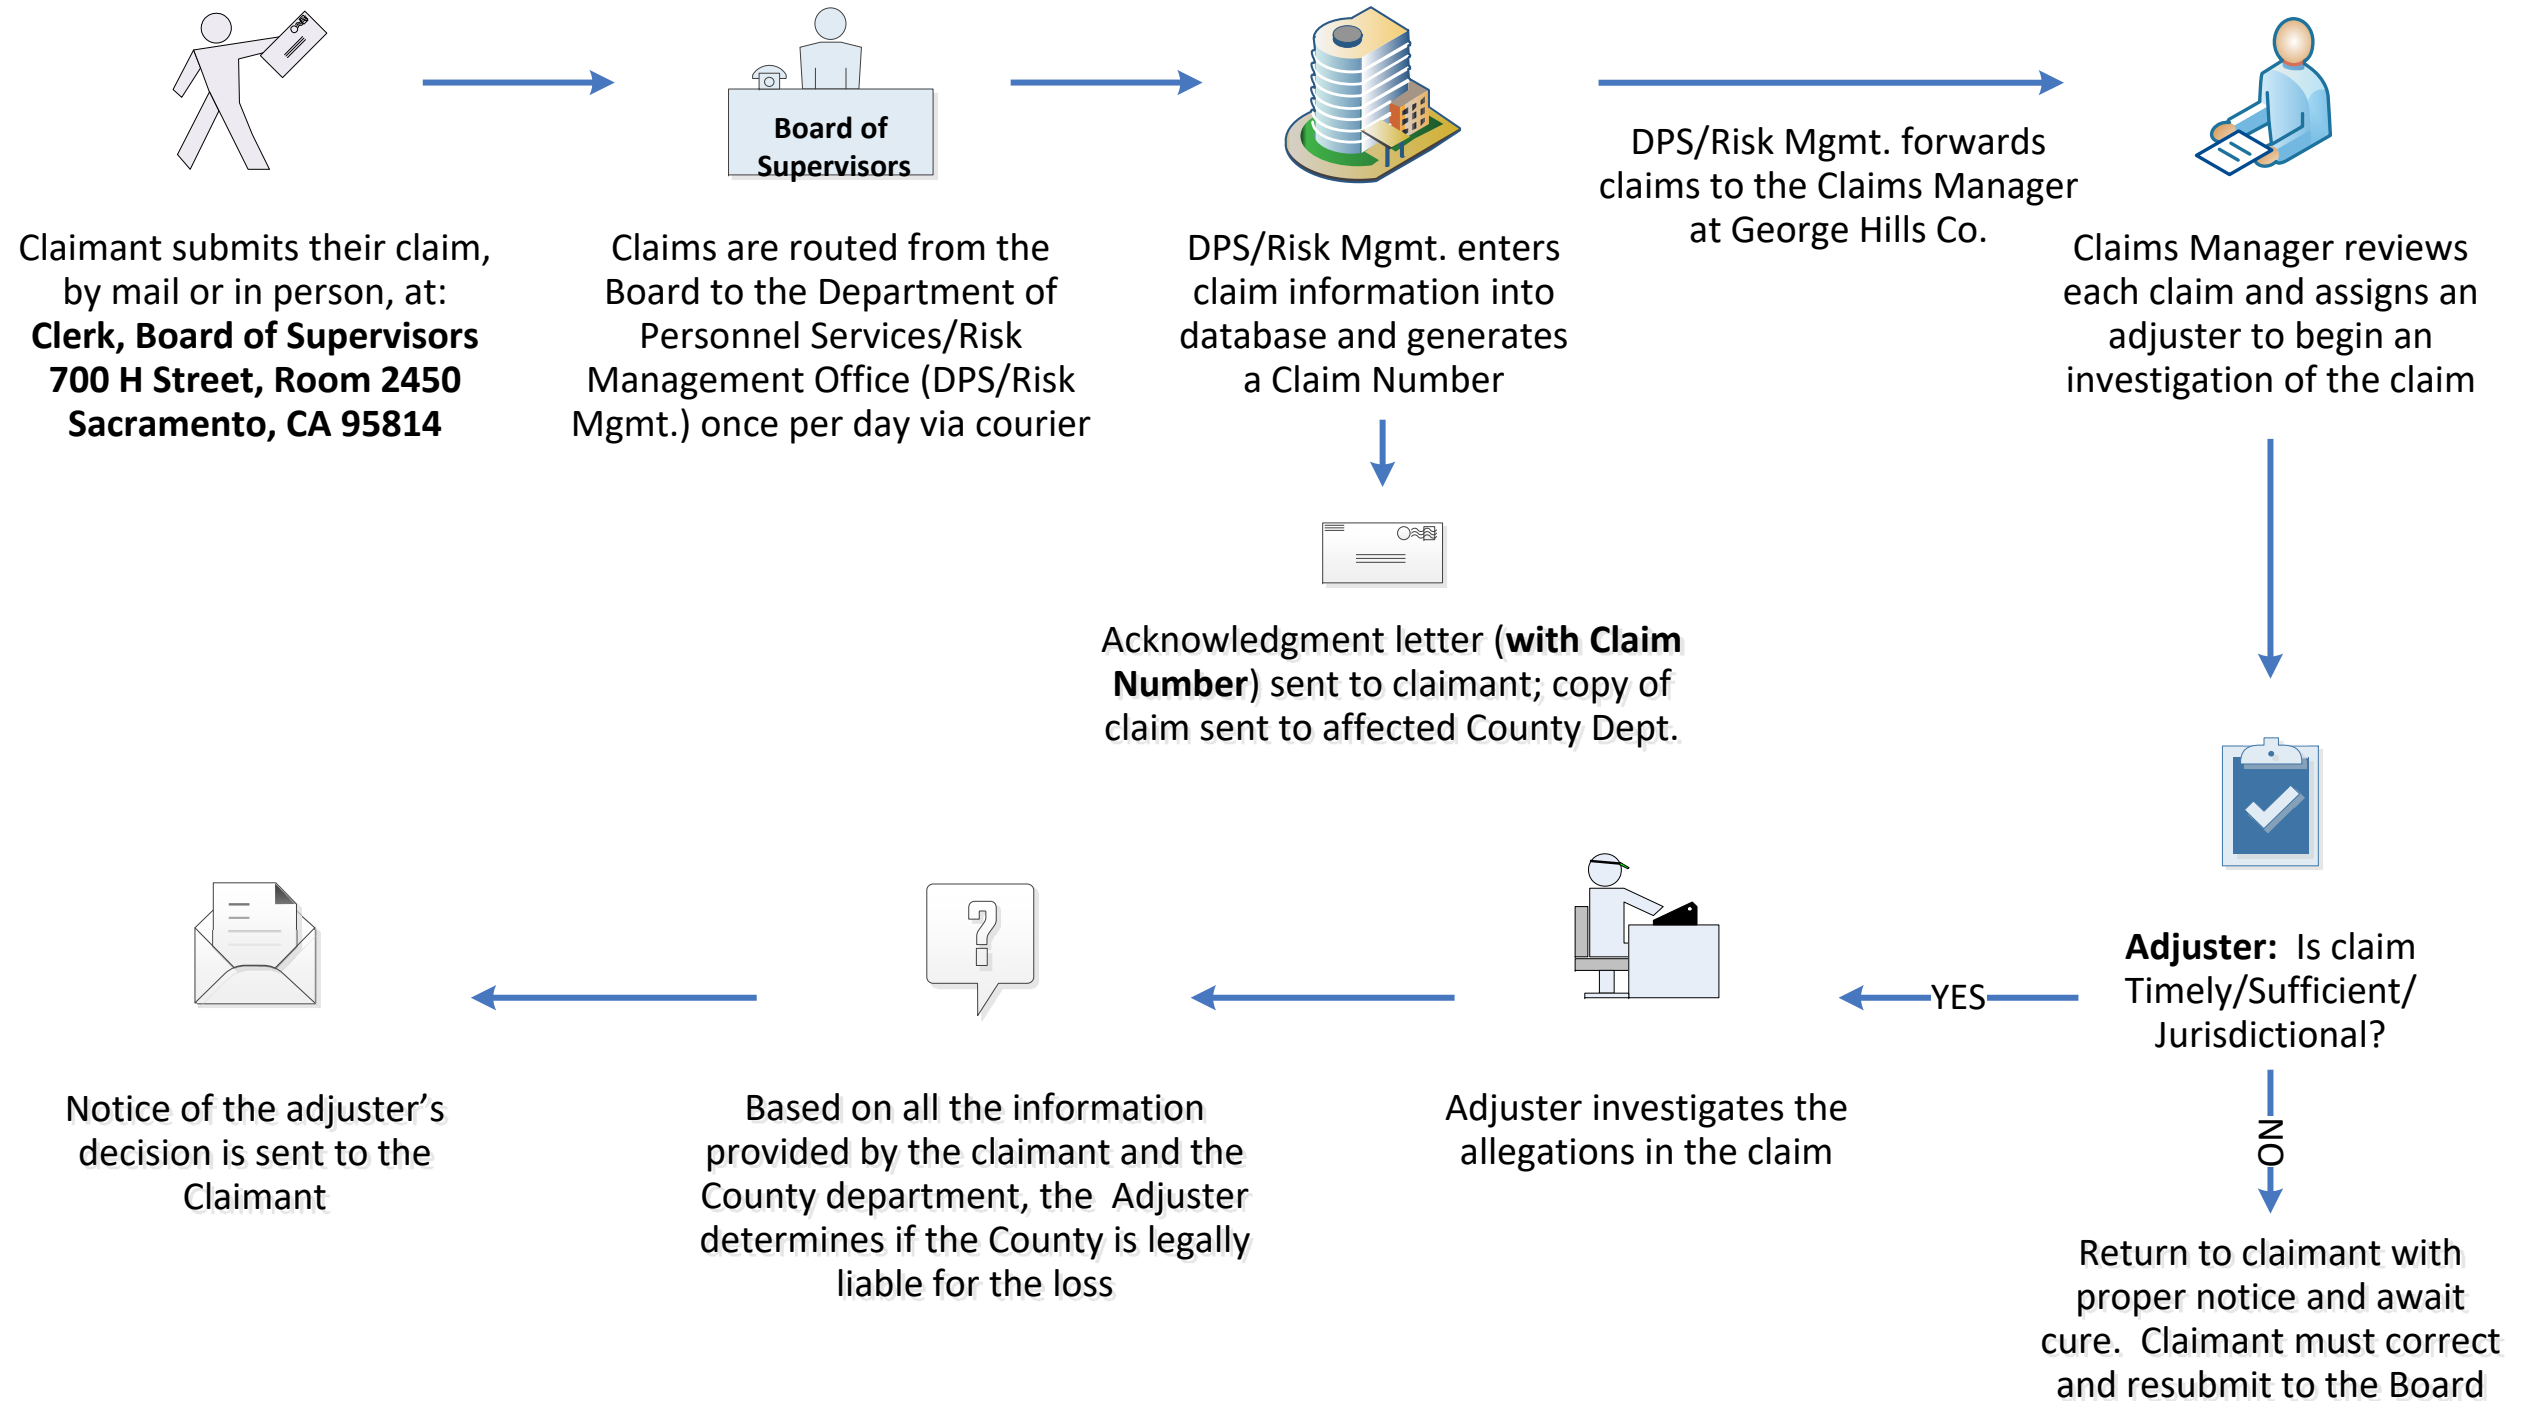 Board of
Supervisors
Claimant submits their claim,
by mail or in person, at:
Clerk, Board of Supervisors
700 H Street, Room 2450
Sacramento, CA 95814
Claims are routed from the
Board to the Department of
Personnel Services/Risk
Management Office (DPS/Risk
Mgmt.) once per day via courier
DPS/Risk Mgmt. enters
claim information into
database and generates
a Claim Number
DPS/Risk Mgmt. forwards
claims to the Claims Manager
at George Hills Co.
Claims Manager reviews
each claim and assigns an
adjuster to begin an
investigation of the claim
Acknowledgment letter (with Claim
Number) sent to claimant; copy of
claim sent to affected County Dept.
Adjuster:  Is claim
Timely/Sufficient/
Jurisdictional?
YES
NO
Return to claimant with
proper notice and await
cure.  Claimant must correct
and resubmit to the Board
Adjuster investigates the
allegations in the claim
Based on all the information
provided by the claimant and the
County department, the  Adjuster
determines if the County is legally
liable for the loss
Notice of the adjuster’s
decision is sent to the
Claimant